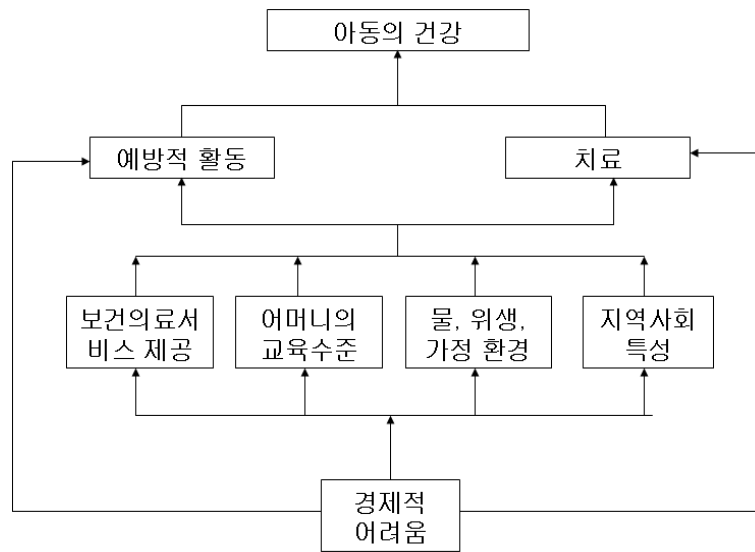 아동의 건강
예방적 활동
치료
보건의료서
비스 제공
어머니의
교육수준
물, 위생,
가정 환경
지역사회
특성
경제적
어려움